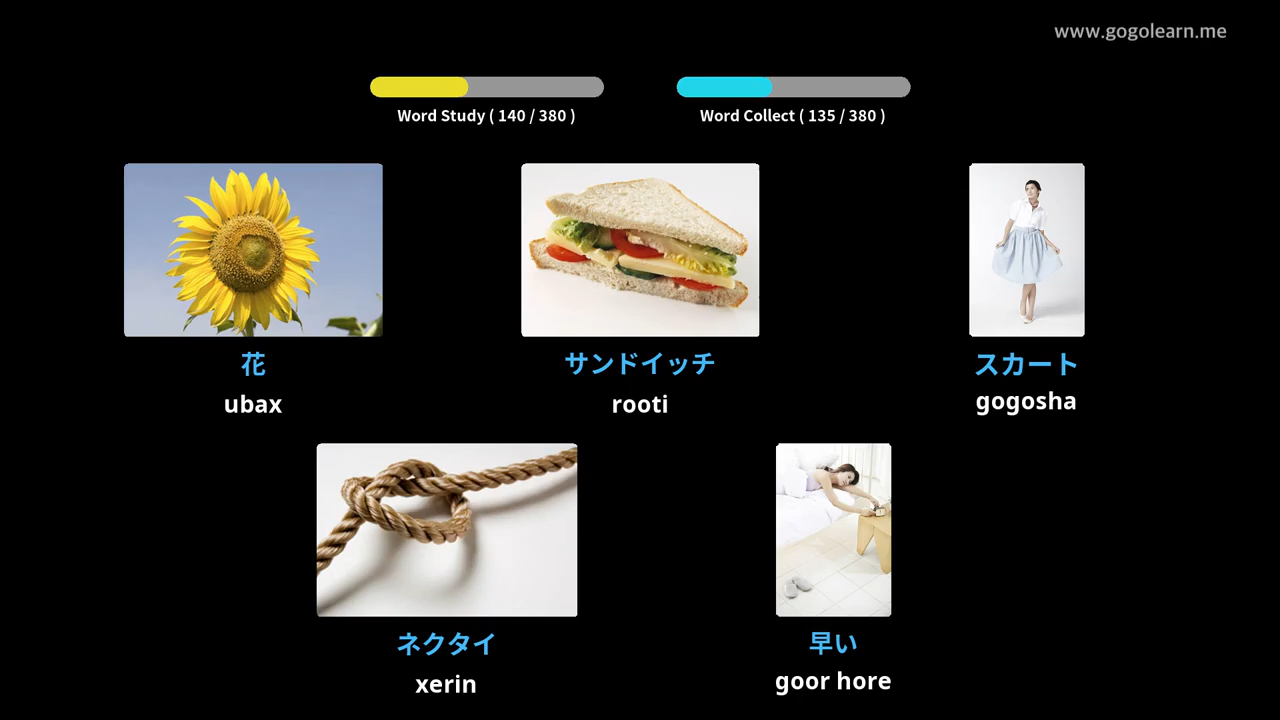 www.gogolearn.me
Word Study ( 140 / 380 )
Word Collect ( 135 / 380 )
花
ubax
サンドイッチ
rooti
スカート
gogosha
ネクタイ
xerin
早い
goor hore